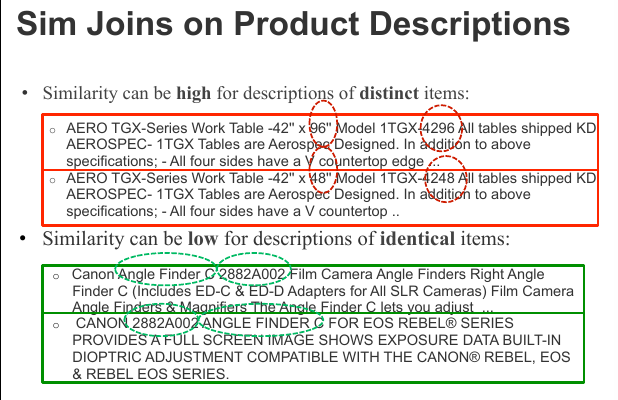 Sim Joins on Product Descriptions
• Similarity can be high for descriptions of distinct items:
○ AERO TGX-Series Work Table -42" x 96" Model 1TGX-4296 All tables shipped KD
AEROSPEC- 1TGX Tables are Aerospec Designed. In addition to above
specifications; - All four sides have a V countertop edge ...
○ AERO TGX-Series Work Table -42" x 48" Model 1TGX-4248 All tables shipped KD
AEROSPEC- 1TGX Tables are Aerospec Designed. In addition to above
specifications; - All four sides have a V countertop ..
• Similarity can be low for descriptions of identical items:
○ Canon Angle Finder C 2882A002 Film Camera Angle Finders Right Angle
Finder C (Includes ED-C & ED-D Adapters for All SLR Cameras) Film Camera
Angle Finders & Magnifiers The Angle Finder C lets you adjust ...
○ CANON 2882A002 ANGLE FINDER C FOR EOS REBEL® SERIES
PROVIDES A FULL SCREEN IMAGE SHOWS EXPOSURE DATA BUILT-IN
DIOPTRIC ADJUSTMENT COMPATIBLE WITH THE CANON® REBEL, EOS
& REBEL EOS SERIES.